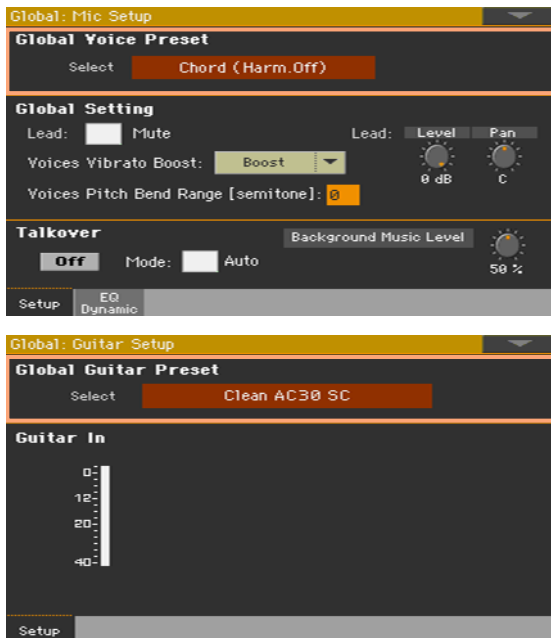 Global: Mic Setup
Global Voice Preset
Select Chord (Harm.Off)
Global Setting
Lead: Mute Lead: Level Pan
Voices Vibrato Boost: Boost
0 dB C
Voices Pitch Bend Range [semitone]: 0
Talkover Background Music Level
Off Mode: Auto 50 %
Setup EQ Dynamic
Global: Guitar Setup
Global Guitar Preset
Select Clean AC30 SC
Guitar In
0
12
20
40
Setup